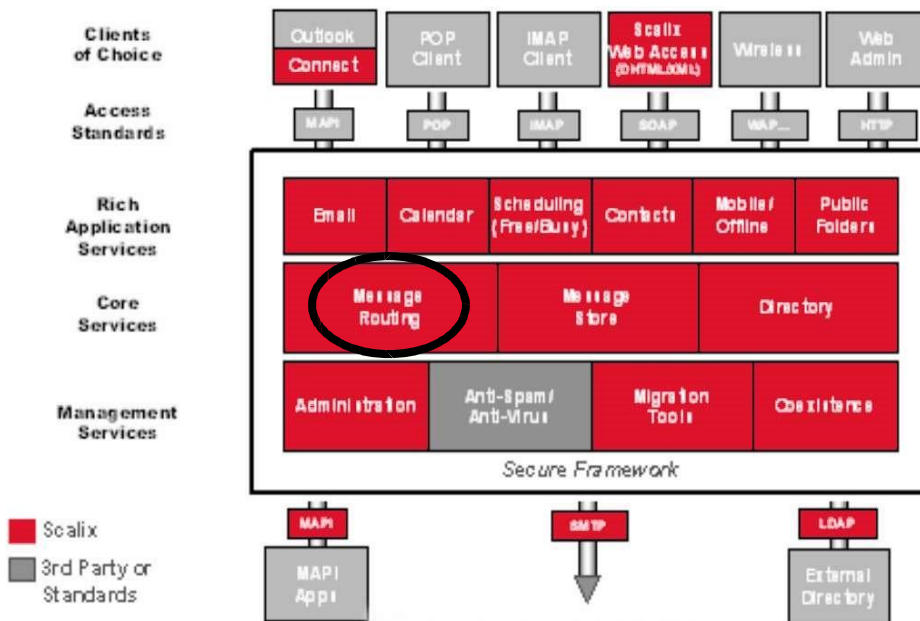 Clients
of Choice
Outlook
Connect
POP
Client
IMAP
Client
Scalix
Web Access
(DHTML/XML)
Wireless
Web
Admin
Access
Standards
MAPI
POP
IMAP
SOAP
WAP...
HTTP
Rich
Application
Services
Email
Calendar
Scheduling
(Free/Busy)
Contacts
Mobile/
Offline
Public
Folders
Core
Services
Message
Routing
Message
Store
Directory
Management
Services
Administration
Anti-Spam/
Anti-Virus
Migration
Tools
Coexistence
Secure Framework
MAPI
SMTP
LDAP
Scalix
3rd Party or
Standards
MAPI
Apps
External
Directory